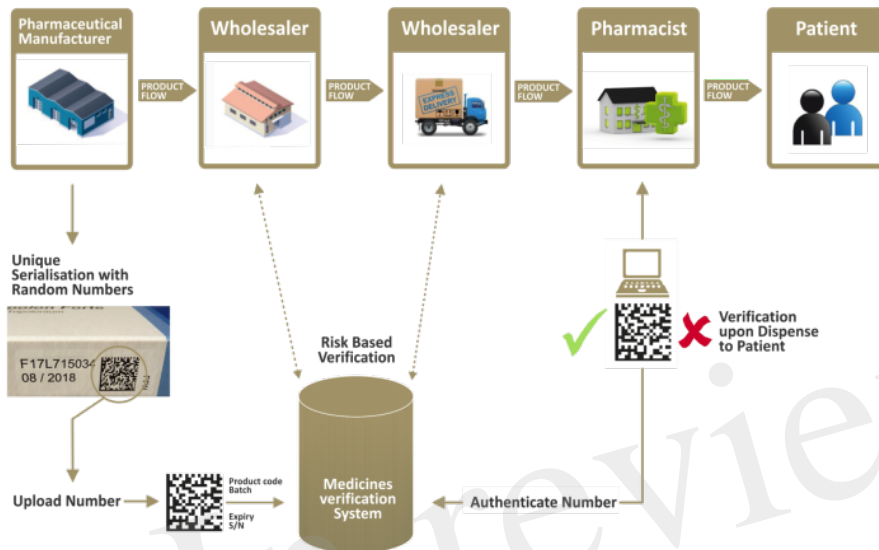 Pharmaceutical
Manufacturer
Wholesaler
Wholesaler
Pharmacist
Patient
PRODUCT
FLOW
PRODUCT
FLOW
PRODUCT
FLOW
PRODUCT
FLOW
EXPRESS
DELIVERY
Unique
Serialisation with
Random Numbers
F17L715034
08 / 2018
Risk Based
Verification
Verification
upon Dispense
to Patient
Upload Number
Product code
Batch
Expiry
S/N
Medicines
verification
System
Authenticate Number
In review